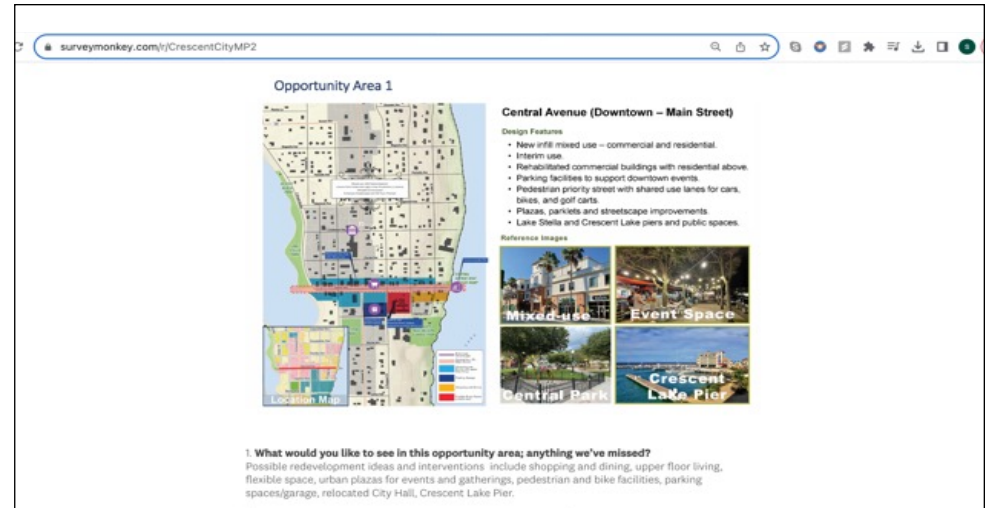 surveymonkey.com/r/CrescentCityMP2
Opportunity Area 1
Central Avenue (Downtown – Main Street)
Design Features
• New infill mixed use – commercial and residential.
• Interim use.
• Rehabilitated commercial buildings with residential above.
• Parking facilities to support downtown events.
• Pedestrian priority street with shared use lanes for cars,
bikes, and golf carts.
• Plazas, parklets and streetscape improvements.
• Lake Stella and Crescent Lake piers and public spaces.
Reference Images
Mixed-use
Event Space
Central Park
Crescent
Lake Pier
Location Map
1. What would you like to see in this opportunity area; anything we've missed?
Possible redevelopment ideas and interventions include shopping and dining, upper floor living,
flexible space, urban plazas for events and gatherings, pedestrian and bike facilities, parking
spaces/garage, relocated City Hall, Crescent Lake Pier.